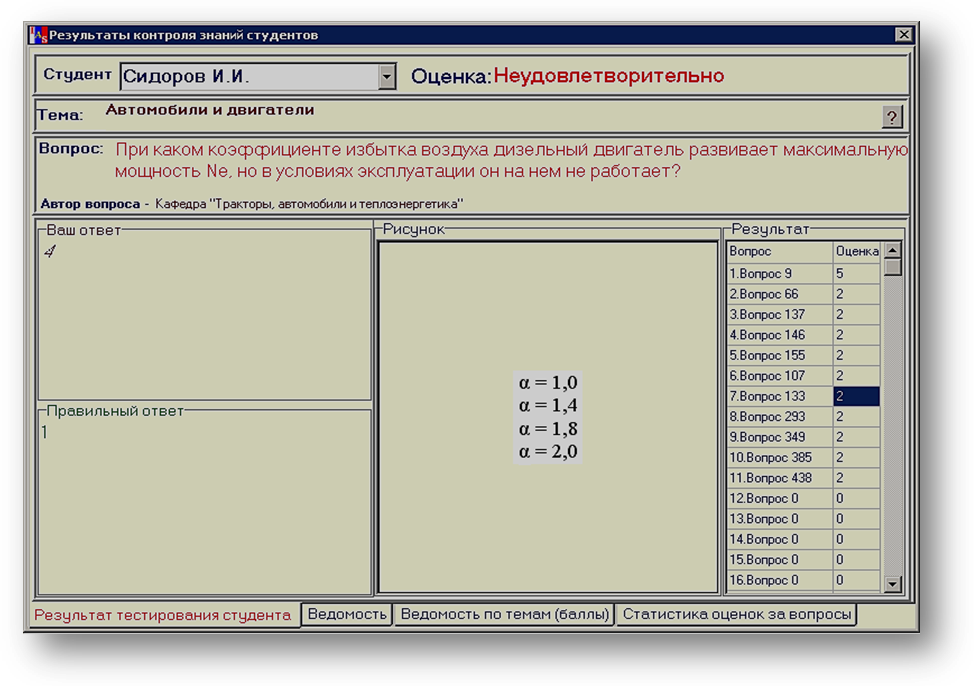 Результаты контроля знаний студентов
Студент Сидоров И.И. Оценка: Неудовлетворительно
Тема: Автомобили и двигатели
?
Вопрос: При каком коэффициенте избытка воздуха дизельный двигатель развивает максимальную
мощность Ne, но в условиях эксплуатации он на нем не работает?
Автор вопроса - Кафедра "Тракторы, автомобили и теплоэнергетика"
Ваш ответ
4
Правильный ответ
1
Рисунок
α = 1,0
α = 1,4
α = 1,8
α = 2,0
Результат
Вопрос Оценка
1.Вопрос 9 5
2.Вопрос 66 2
3.Вопрос 137 2
4.Вопрос 146 2
5.Вопрос 155 2
6.Вопрос 107 2
7.Вопрос 133 2
8.Вопрос 293 2
9.Вопрос 349 2
10.Вопрос 385 2
11.Вопрос 438 2
12.Вопрос 0 0
13.Вопрос 0 0
14.Вопрос 0 0
15.Вопрос 0 0
16.Вопрос 0 0
Результат тестирования студента Ведомость Ведомость по темам (баллы) Статистика оценок за вопросы